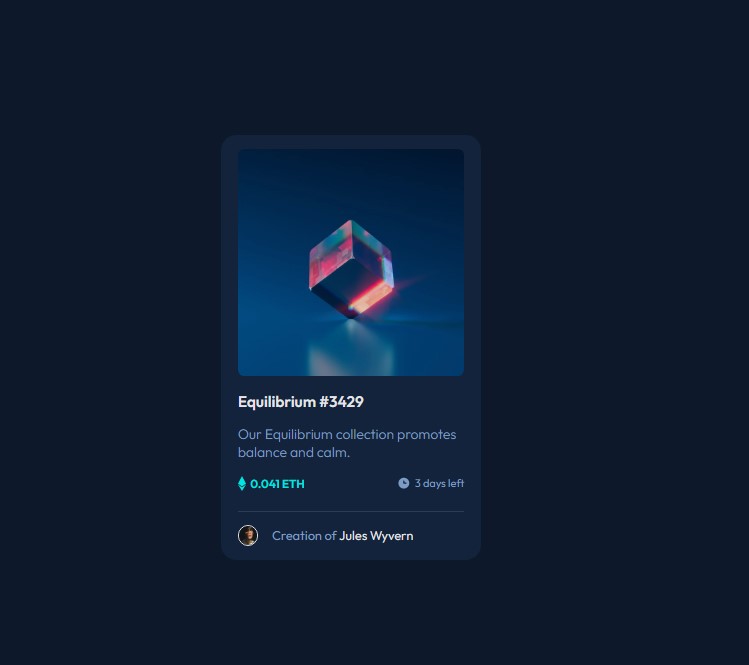 Equilibrium #3429
Our Equilibrium collection promotes
balance and calm.
0.041 ETH
3 days left
Creation of Jules Wyvern